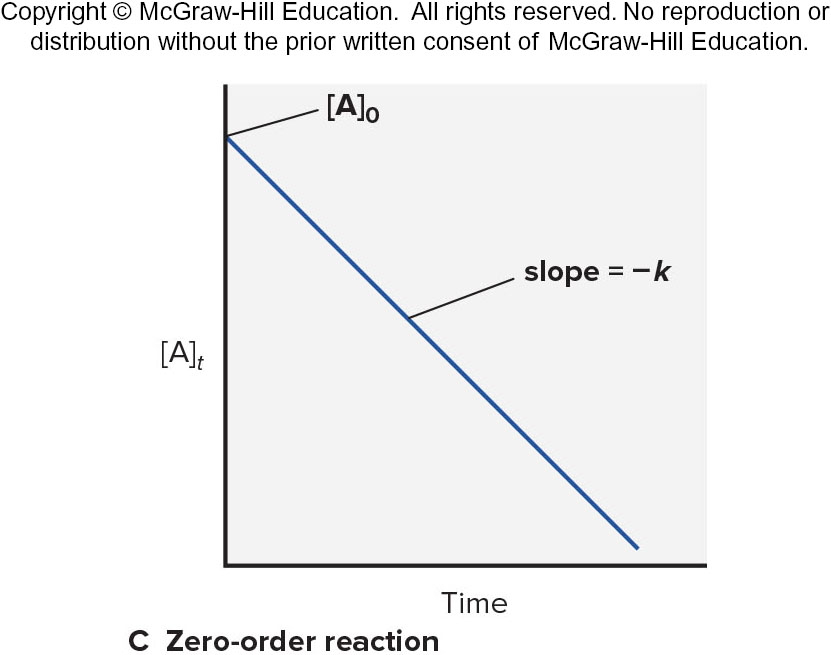 Copyright © McGraw-Hill Education.  All rights reserved. No reproduction or
distribution without the prior written consent of McGraw-Hill Education.
[A]₀
slope = −k
[A]ₜ
Time
C  Zero-order reaction